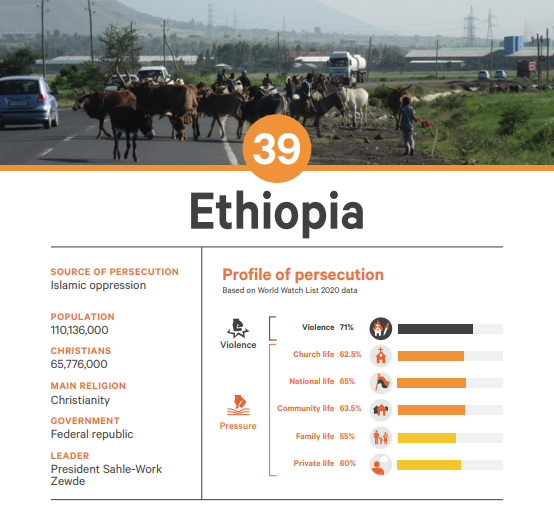 39
Ethiopia
SOURCE OF PERSECUTION
Islamic oppression
POPULATION
110,136,000
CHRISTIANS
65,776,000
MAIN RELIGION
Christianity
GOVERNMENT
Federal republic
LEADER
President Sahle-Work
Zewde
Profile of persecution
Based on World Watch List 2020 data
Violence
Violence 71%
Church life 62.5%
National life 65%
Community life 63.5%
Pressure
Family life 55%
Private life 60%